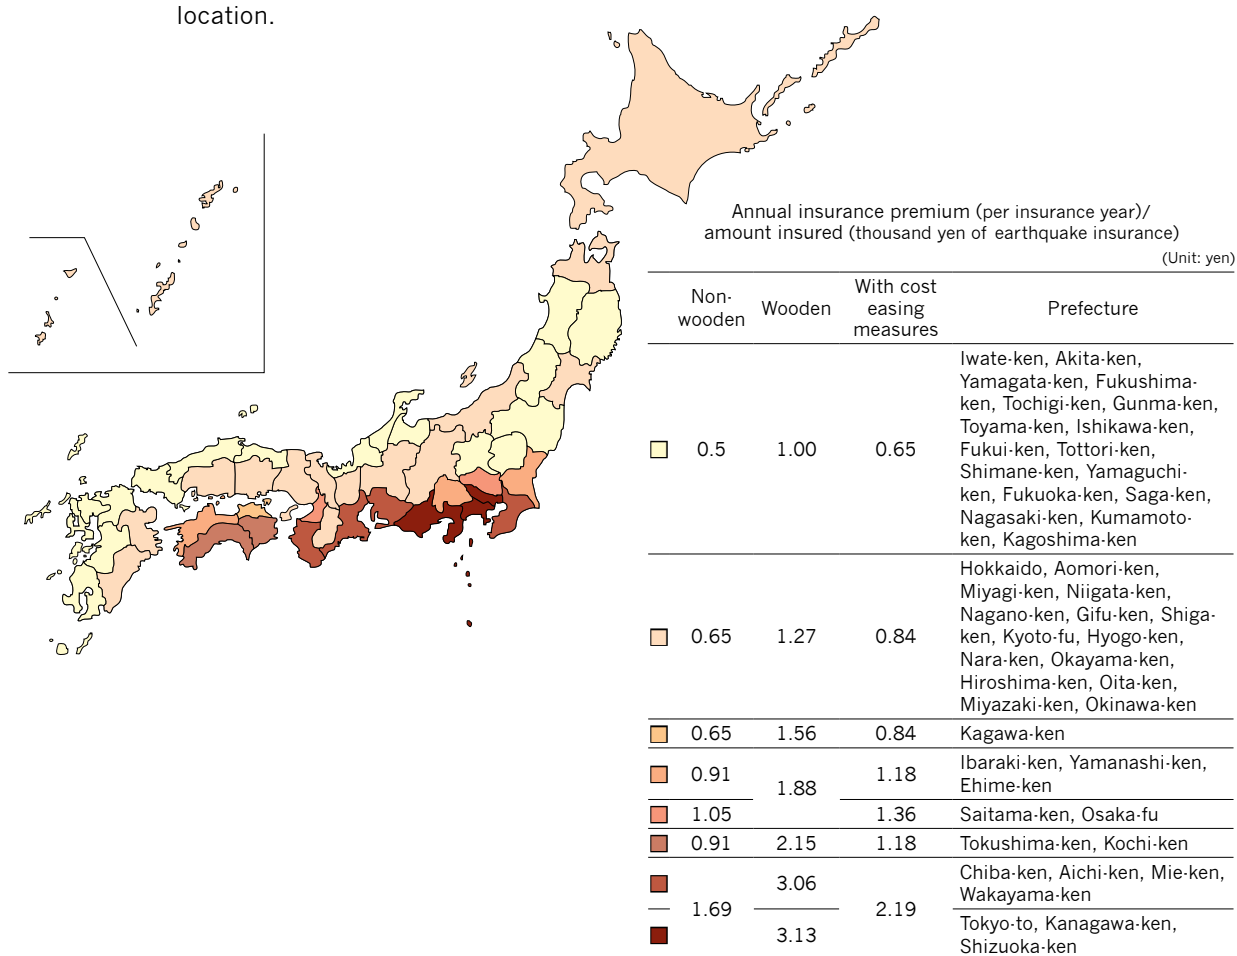 location.
Annual insurance premium (per insurance year)/
amount insured (thousand yen of earthquake insurance)
(Unit: yen)
Non-
wooden
Wooden
With cost
easing
measures
Prefecture
0.5
1.00
0.65
Iwate-ken, Akita-ken,
Yamagata-ken, Fukushima-
ken, Tochigi-ken, Gunma-ken,
Toyama-ken, Ishikawa-ken,
Fukui-ken, Tottori-ken,
Shimane-ken, Yamaguchi-
ken, Fukuoka-ken, Saga-ken,
Nagasaki-ken, Kumamoto-
ken, Kagoshima-ken
0.65
1.27
0.84
Hokkaido, Aomori-ken,
Miyagi-ken, Niigata-ken,
Nagano-ken, Gifu-ken, Shiga-
ken, Kyoto-fu, Hyogo-ken,
Nara-ken, Okayama-ken,
Hiroshima-ken, Oita-ken,
Miyazaki-ken, Okinawa-ken
0.65
1.56
0.84
Kagawa-ken
0.91
1.88
1.18
Ibaraki-ken, Yamanashi-ken,
Ehime-ken
1.05
1.36
Saitama-ken, Osaka-fu
0.91
2.15
1.18
Tokushima-ken, Kochi-ken
1.69
3.06
2.19
Chiba-ken, Aichi-ken, Mie-ken,
Wakayama-ken
3.13
Tokyo-to, Kanagawa-ken,
Shizuoka-ken